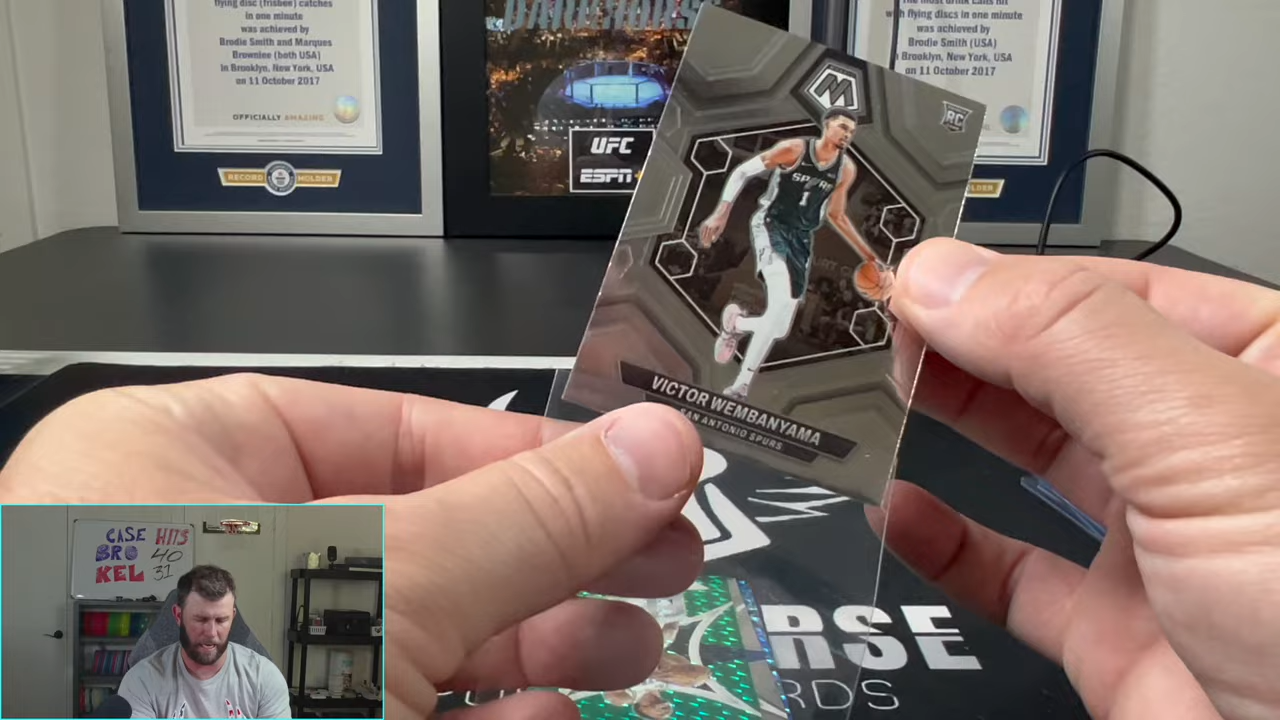 flying disc (frisbee) catches
in one minute
was achieved by
Brodie Smith and Marques
Brownlee (both USA)
in Brooklyn, New York, USA
on 11 October 2017
OFFICIALLY AMAZING
RECORD HOLDER
UFC
ESPN+
with flying discs in one minute
was achieved by
Brodie Smith (USA)
in Brooklyn, New York, USA
on 11 October 2017
HOLDER
M
RC
SPURS
1
VICTOR WEMBANYAMA
SAN ANTONIO SPURS
CASE HITS
BRO 40
KEL 31
RSE
RDS